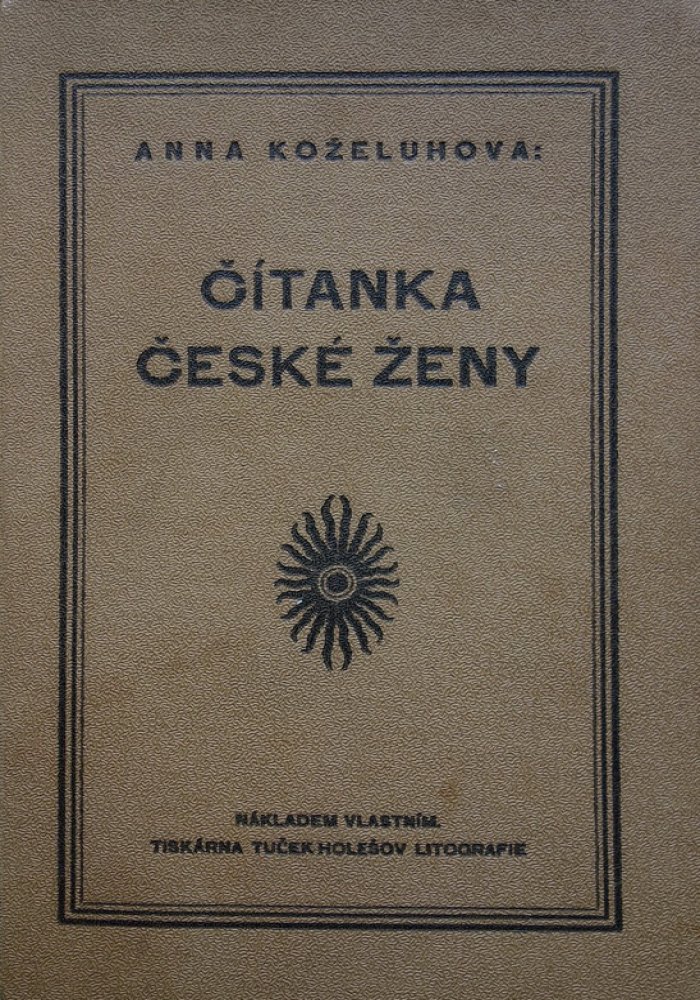 ANNA KOŽELUHOVA:
ČÍTANKA
ČESKÉ ŽENY
NÁKLADEM VLASTNÍM.
TISKÁRNA TUČEK HOLEŠOV LITOGRAFIE